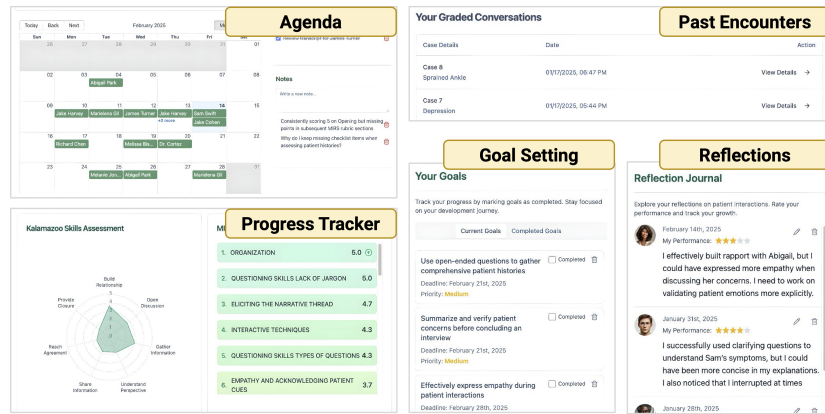 Agenda
Today Back Next
February 2025
Sun Mon Tue Wed Thu Fri Sat
26 27 28 29 30 31 01
02 03 04 05 06 07 08
Abigail Park
09 10 11 12 13 14 15
Jake Harvey Marielena Gil James Turner Jake Harvey Sam Swift
+2 more Jake Cohen
16 17 18 19 20 21 22
Richard Chen Melissa Bis... Dr. Cortez
23 24 25 26 27 28 01
Melanie Jon... Abigail Park Marielena Gil
Review transcript for James Turner
Notes
Write a new note...
Consistently scoring 5 on Opening but missing
points in subsequent MIRS rubric sections
Why do I keep missing checklist items when
assessing patient histories?
Past Encounters
Your Graded Conversations
Case Details Date Action
Case 8
Sprained Ankle 01/17/2025, 06:47 PM View Details →
Case 7
Depression 01/17/2025, 05:44 PM View Details →
Progress Tracker
Kalamazoo Skills Assessment
Build
Relationship
Open
Discussion
Gather
Information
Understand
Perspective
Share
Information
Reach
Agreement
Provide
Closure
5
4
3
2
1
0
1. ORGANIZATION 5.0
2. QUESTIONING SKILLS LACK OF JARGON 5.0
3. ELICITING THE NARRATIVE THREAD 4.7
4. INTERACTIVE TECHNIQUES 4.3
5. QUESTIONING SKILLS TYPES OF QUESTIONS 4.3
6. EMPATHY AND ACKNOWLEDGING PATIENT
CUES 3.7
Goal Setting
Your Goals
Track your progress by marking goals as completed. Stay focused
on your development journey.
Current Goals Completed Goals
Use open-ended questions to gather
comprehensive patient histories
Completed
Deadline: February 21st, 2025
Priority: Medium
Summarize and verify patient
concerns before concluding an
interview
Completed
Deadline: February 21st, 2025
Priority: Medium
Effectively express empathy during
patient interactions
Completed
Deadline: February 28th, 2025
Reflections
Reflection Journal
Explore your reflections on patient interactions. Rate your
performance and track your growth.
February 14th, 2025
My Performance:
I effectively built rapport with Abigail, but I
could have expressed more empathy when
discussing her concerns. I need to work on
validating patient emotions more explicitly.
January 31st, 2025
My Performance:
I successfully used clarifying questions to
understand Sam's symptoms, but I could
have been more concise in my explanations.
I also noticed that I interrupted at times
January 28th, 2025